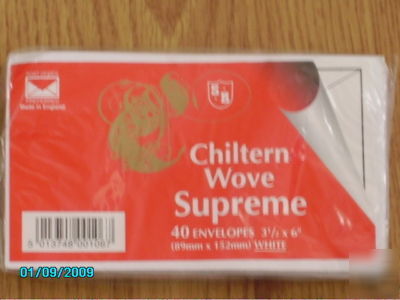 Made in England
S
R
Chiltern
Wove
Supreme
40 ENVELOPES 3½ x 6"
(89mm x 152mm) WHITE
5 013748 001067
01/09/2009